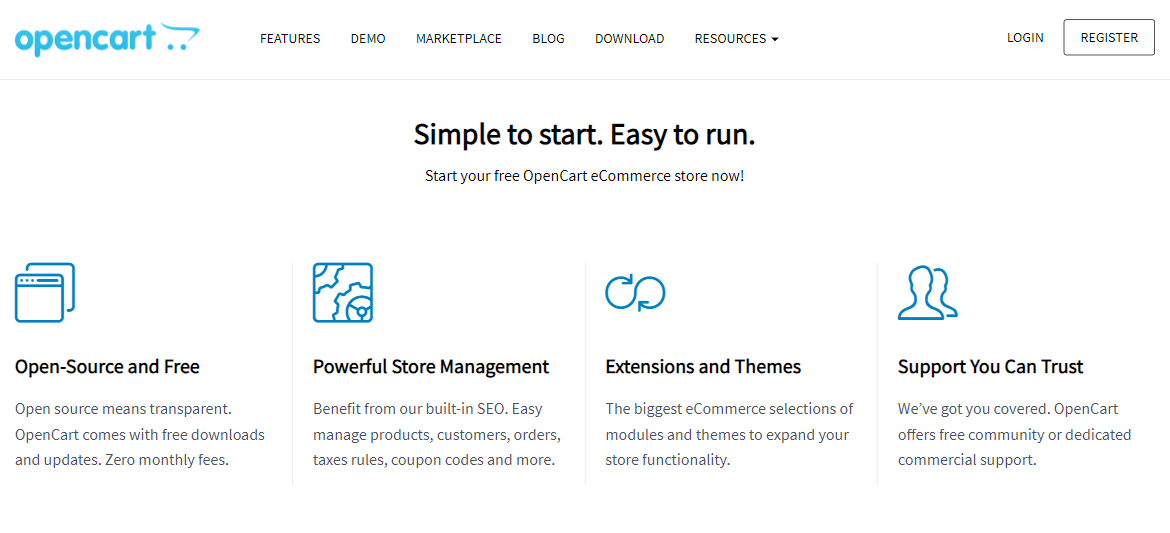 opencart
FEATURES
DEMO
MARKETPLACE
BLOG
DOWNLOAD
RESOURCES
LOGIN
REGISTER
Simple to start. Easy to run.
Start your free OpenCart eCommerce store now!
Open-Source and Free
Open source means transparent.
OpenCart comes with free downloads
and updates. Zero monthly fees.
Powerful Store Management
Benefit from our built-in SEO. Easy
manage products, customers, orders,
taxes rules, coupon codes and more.
Extensions and Themes
The biggest eCommerce selections of
modules and themes to expand your
store functionality.
Support You Can Trust
We’ve got you covered. OpenCart
offers free community or dedicated
commercial support.